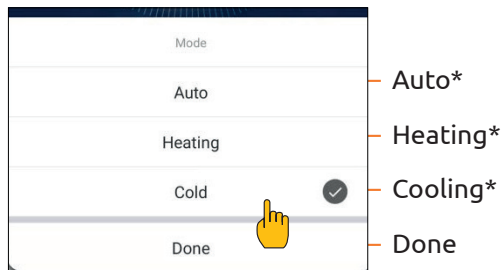 Mode
Auto
Auto*
Heating
Heating*
Cold
Cooling*
Done
Done